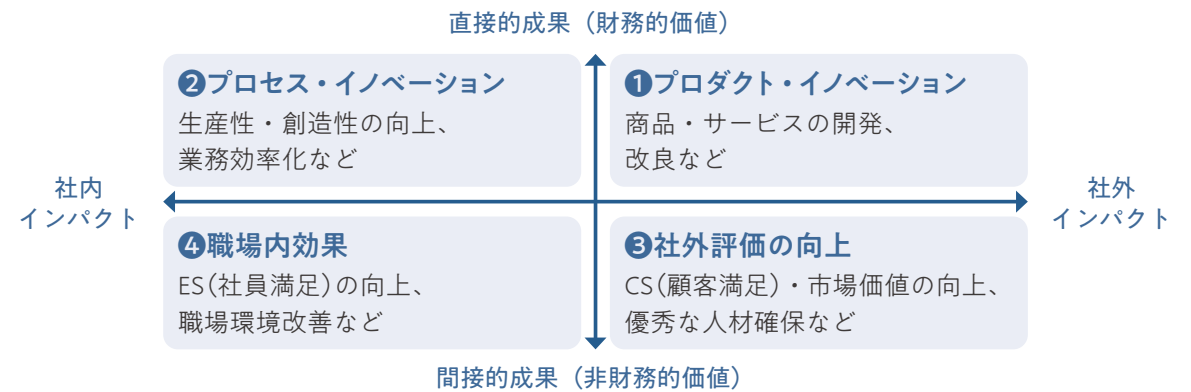 直接的成果（財務的価値）
❷プロセス・イノベーション
生産性・創造性の向上、
業務効率化など
❶プロダクト・イノベーション
商品・サービスの開発、
改良など
社内
インパクト
社外
インパクト
❹職場内効果
ES(社員満足)の向上、
職場環境改善など
❸社外評価の向上
CS(顧客満足)・市場価値の向上、
優秀な人材確保など
間接的成果（非財務的価値）